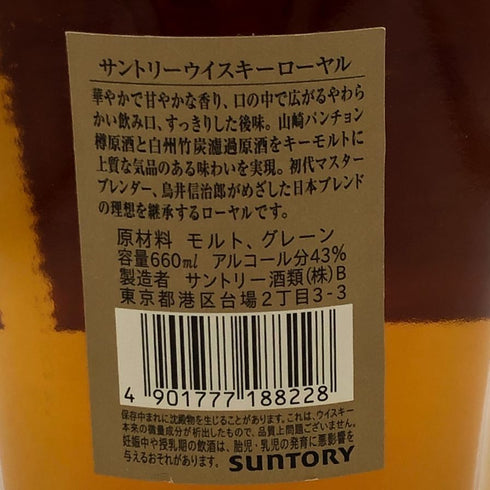 サントリーウイスキーローヤル
華やかで甘やかな香り、口の中で広がるやわら
かい飲み口、すっきりした後味。山崎パンチョン
樽原酒と白州竹炭濾過原酒をキーモルトに
上質な気品のある味わいを実現。初代マスター
ブレンダー、鳥井信治郎がめざした日本ブレンド
の理想を継承するローヤルです。
原材料 モルト、グレーン
容量660ml アルコール分43%
製造者 サントリー酒類(株)B
東京都港区台場2丁目3-3
4 901777 188228
保存中まれに沈殿物を生じることがあります。これは、ウイスキー
本来の微量成分が析出したもので、品質上問題ございません。
妊娠中や授乳期の飲酒は、胎児・乳児の発育に悪影響を
与えるおそれがあります。 SUNTORY